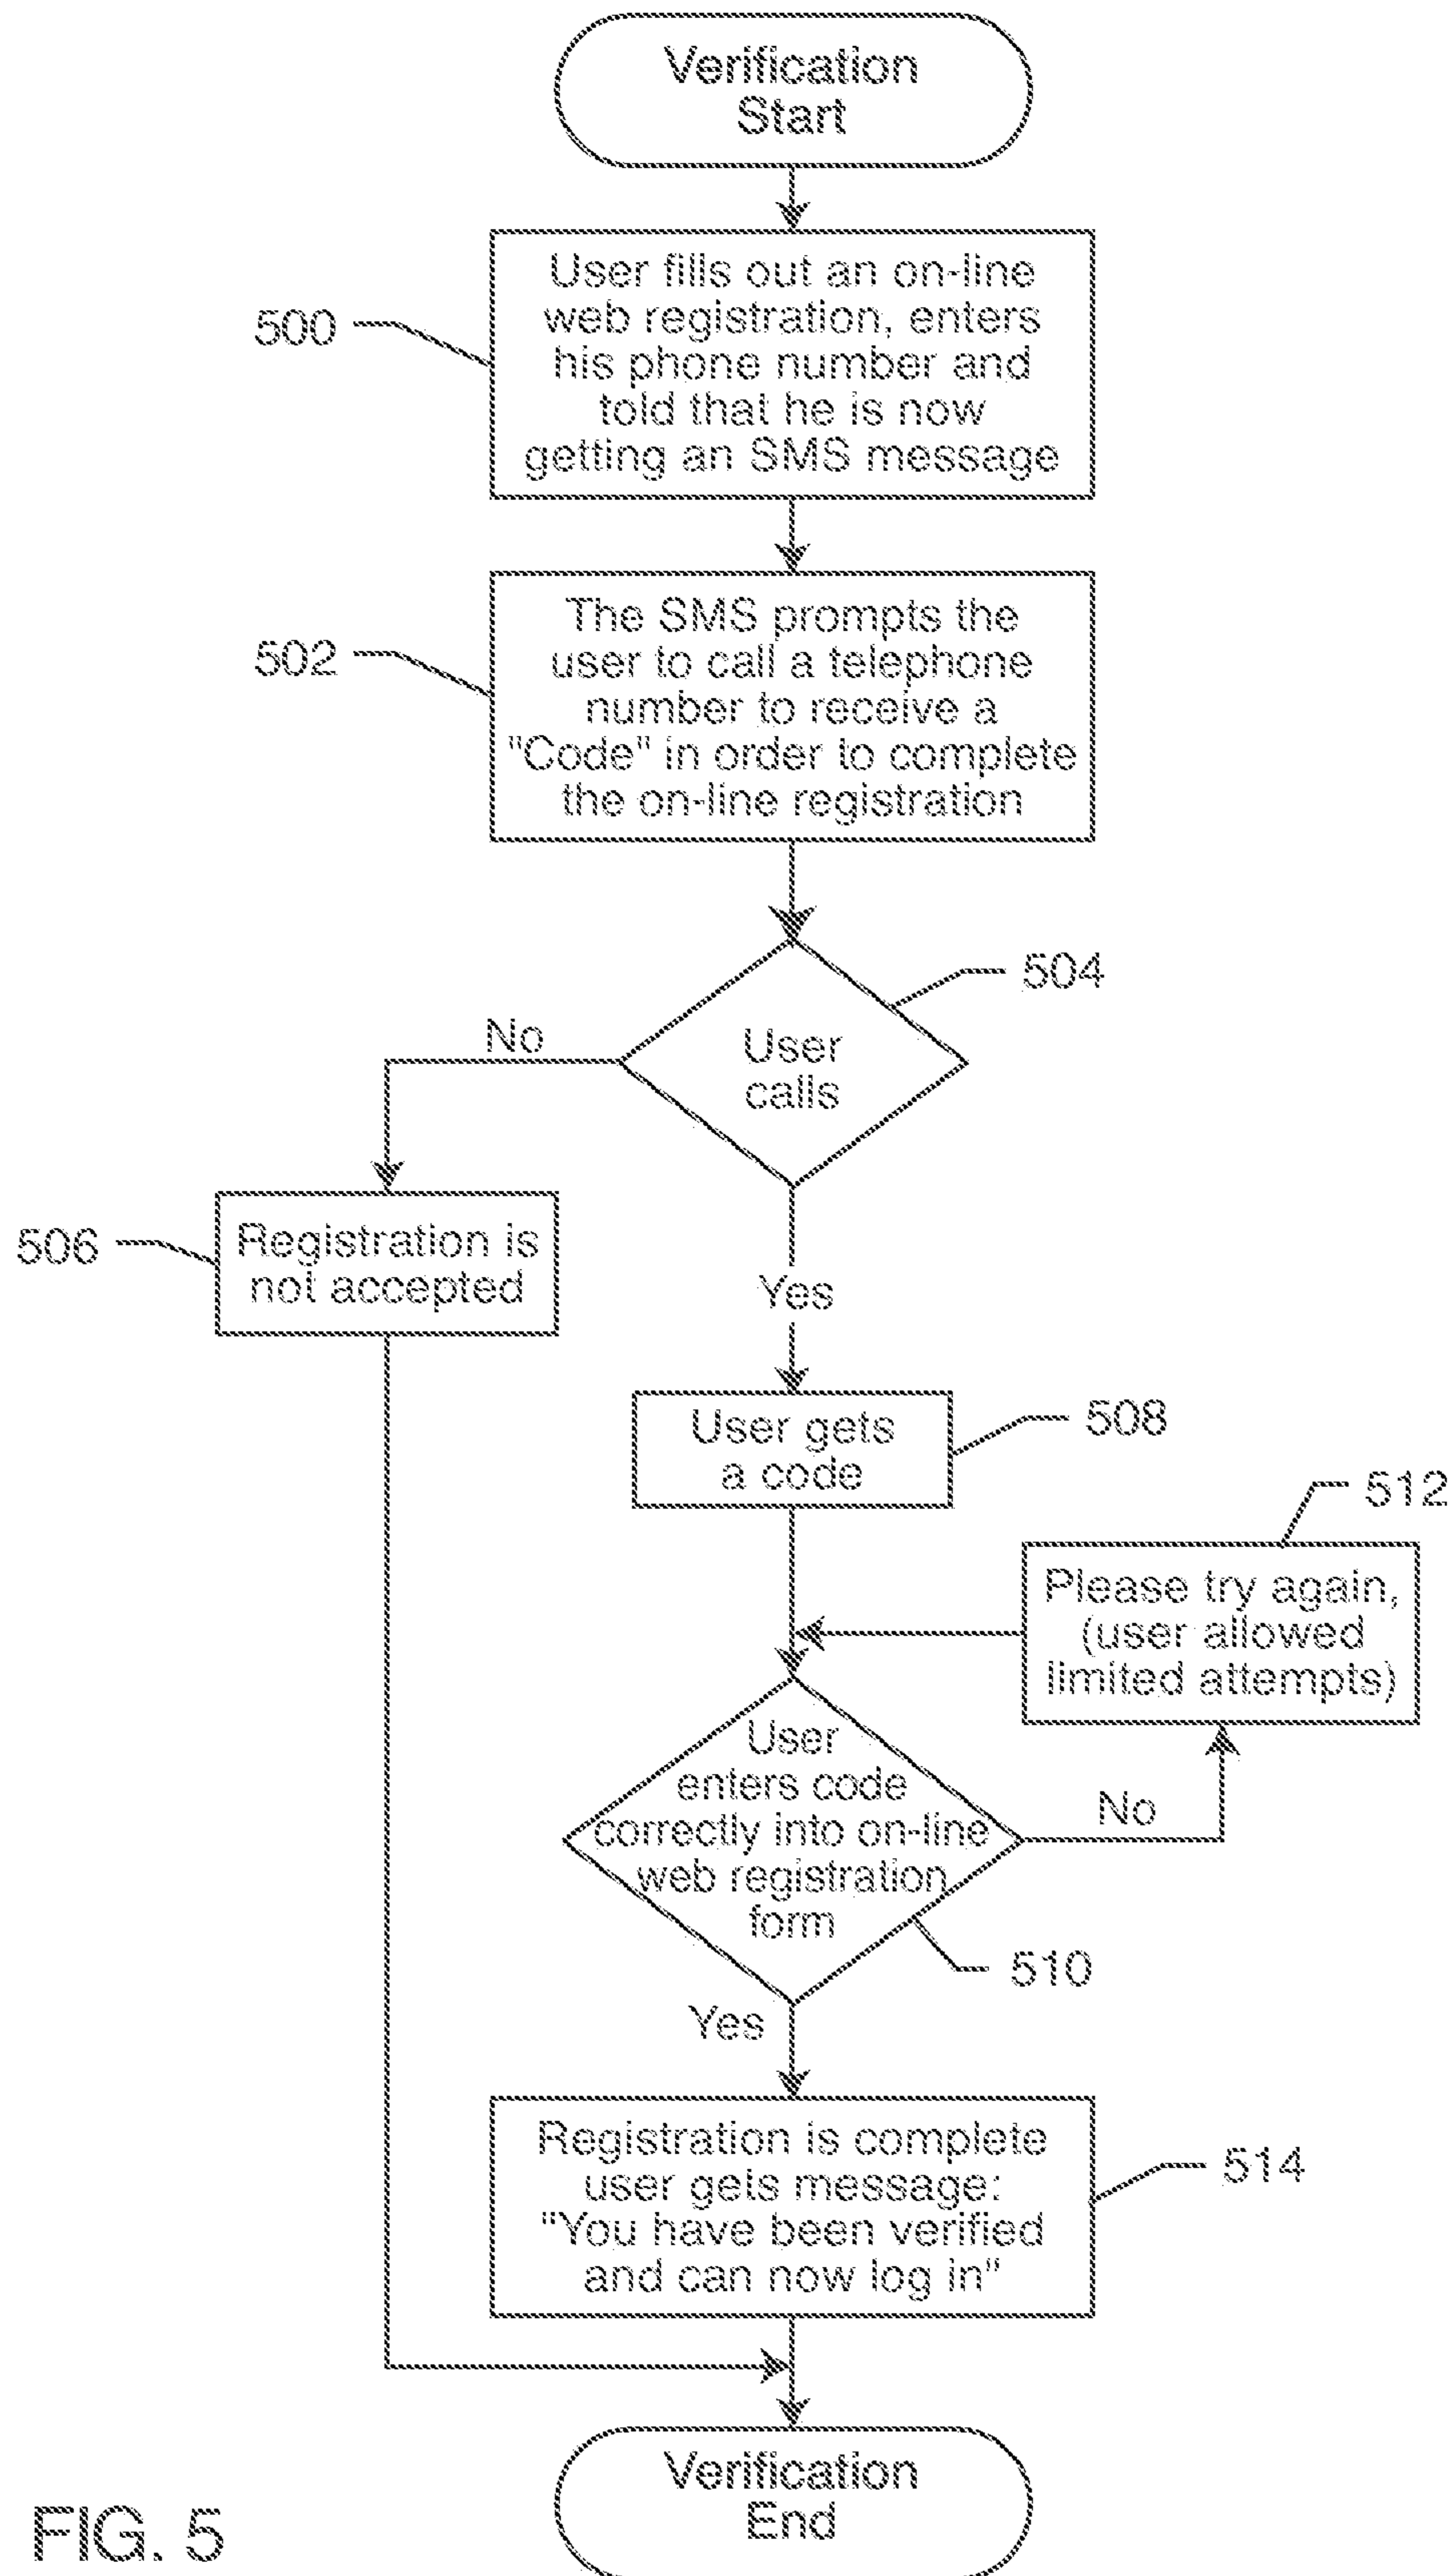 Verification
Start
500
User fills out an on-line
web registration, enters
his phone number and
told that he is now
getting an SMS message
502
The SMS prompts the
user to call a telephone
number to receive a
"Code" in order to complete
the on-line registration
504
User
calls
No
506
Registration is
not accepted
Yes
User gets
a code
508
512
Please try again,
(user allowed
limited attempts)
User
enters code
correctly into on-line
web registration
form
No
510
Yes
Registration is complete
user gets message:
"You have been verified
and can now log in"
514
Verification
End
FIG. 5